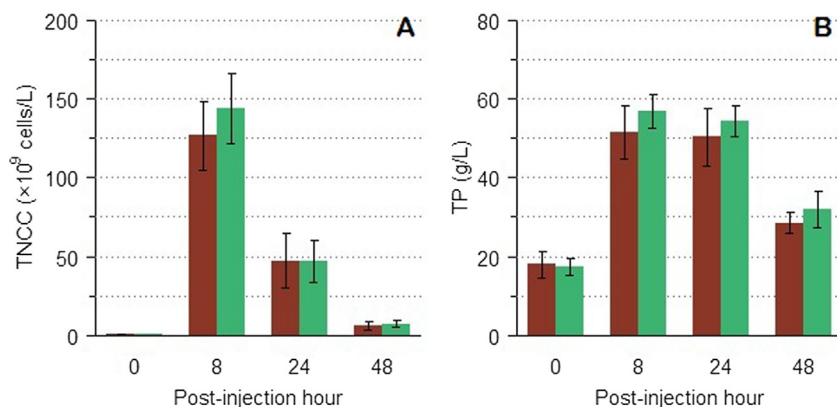 A
TNCC (×10⁹ cells/L)
200
150
100
50
0
0 8 24 48
Post-injection hour
B
TP (g/L)
80
60
40
20
0
0 8 24 48
Post-injection hour